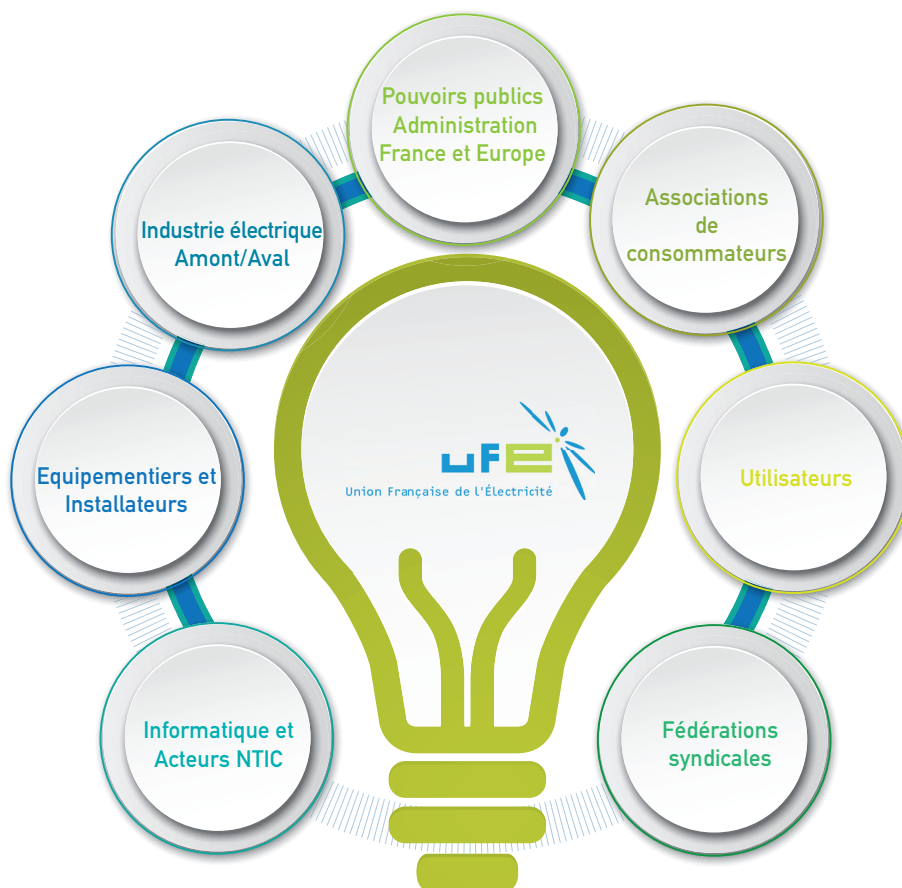 Pouvoirs publics
Administration
France et Europe
Industrie électrique
Amont/Aval
Associations
de
consommateurs
ufe
Union Française de l'Électricité
Equipementiers et
Installateurs
Utilisateurs
Informatique et
Acteurs NTIC
Fédérations
syndicales